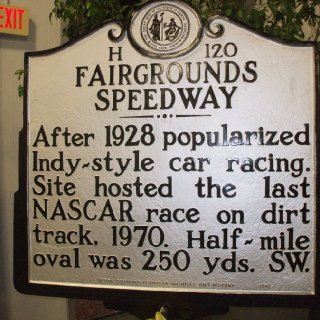 EXIT
H 120
FAIRGROUNDS
SPEEDWAY
After 1928 popularized
Indy-style car racing.
Site hosted the last
NASCAR race on dirt
track, 1970. Half-mile
oval was 250 yds. SW.